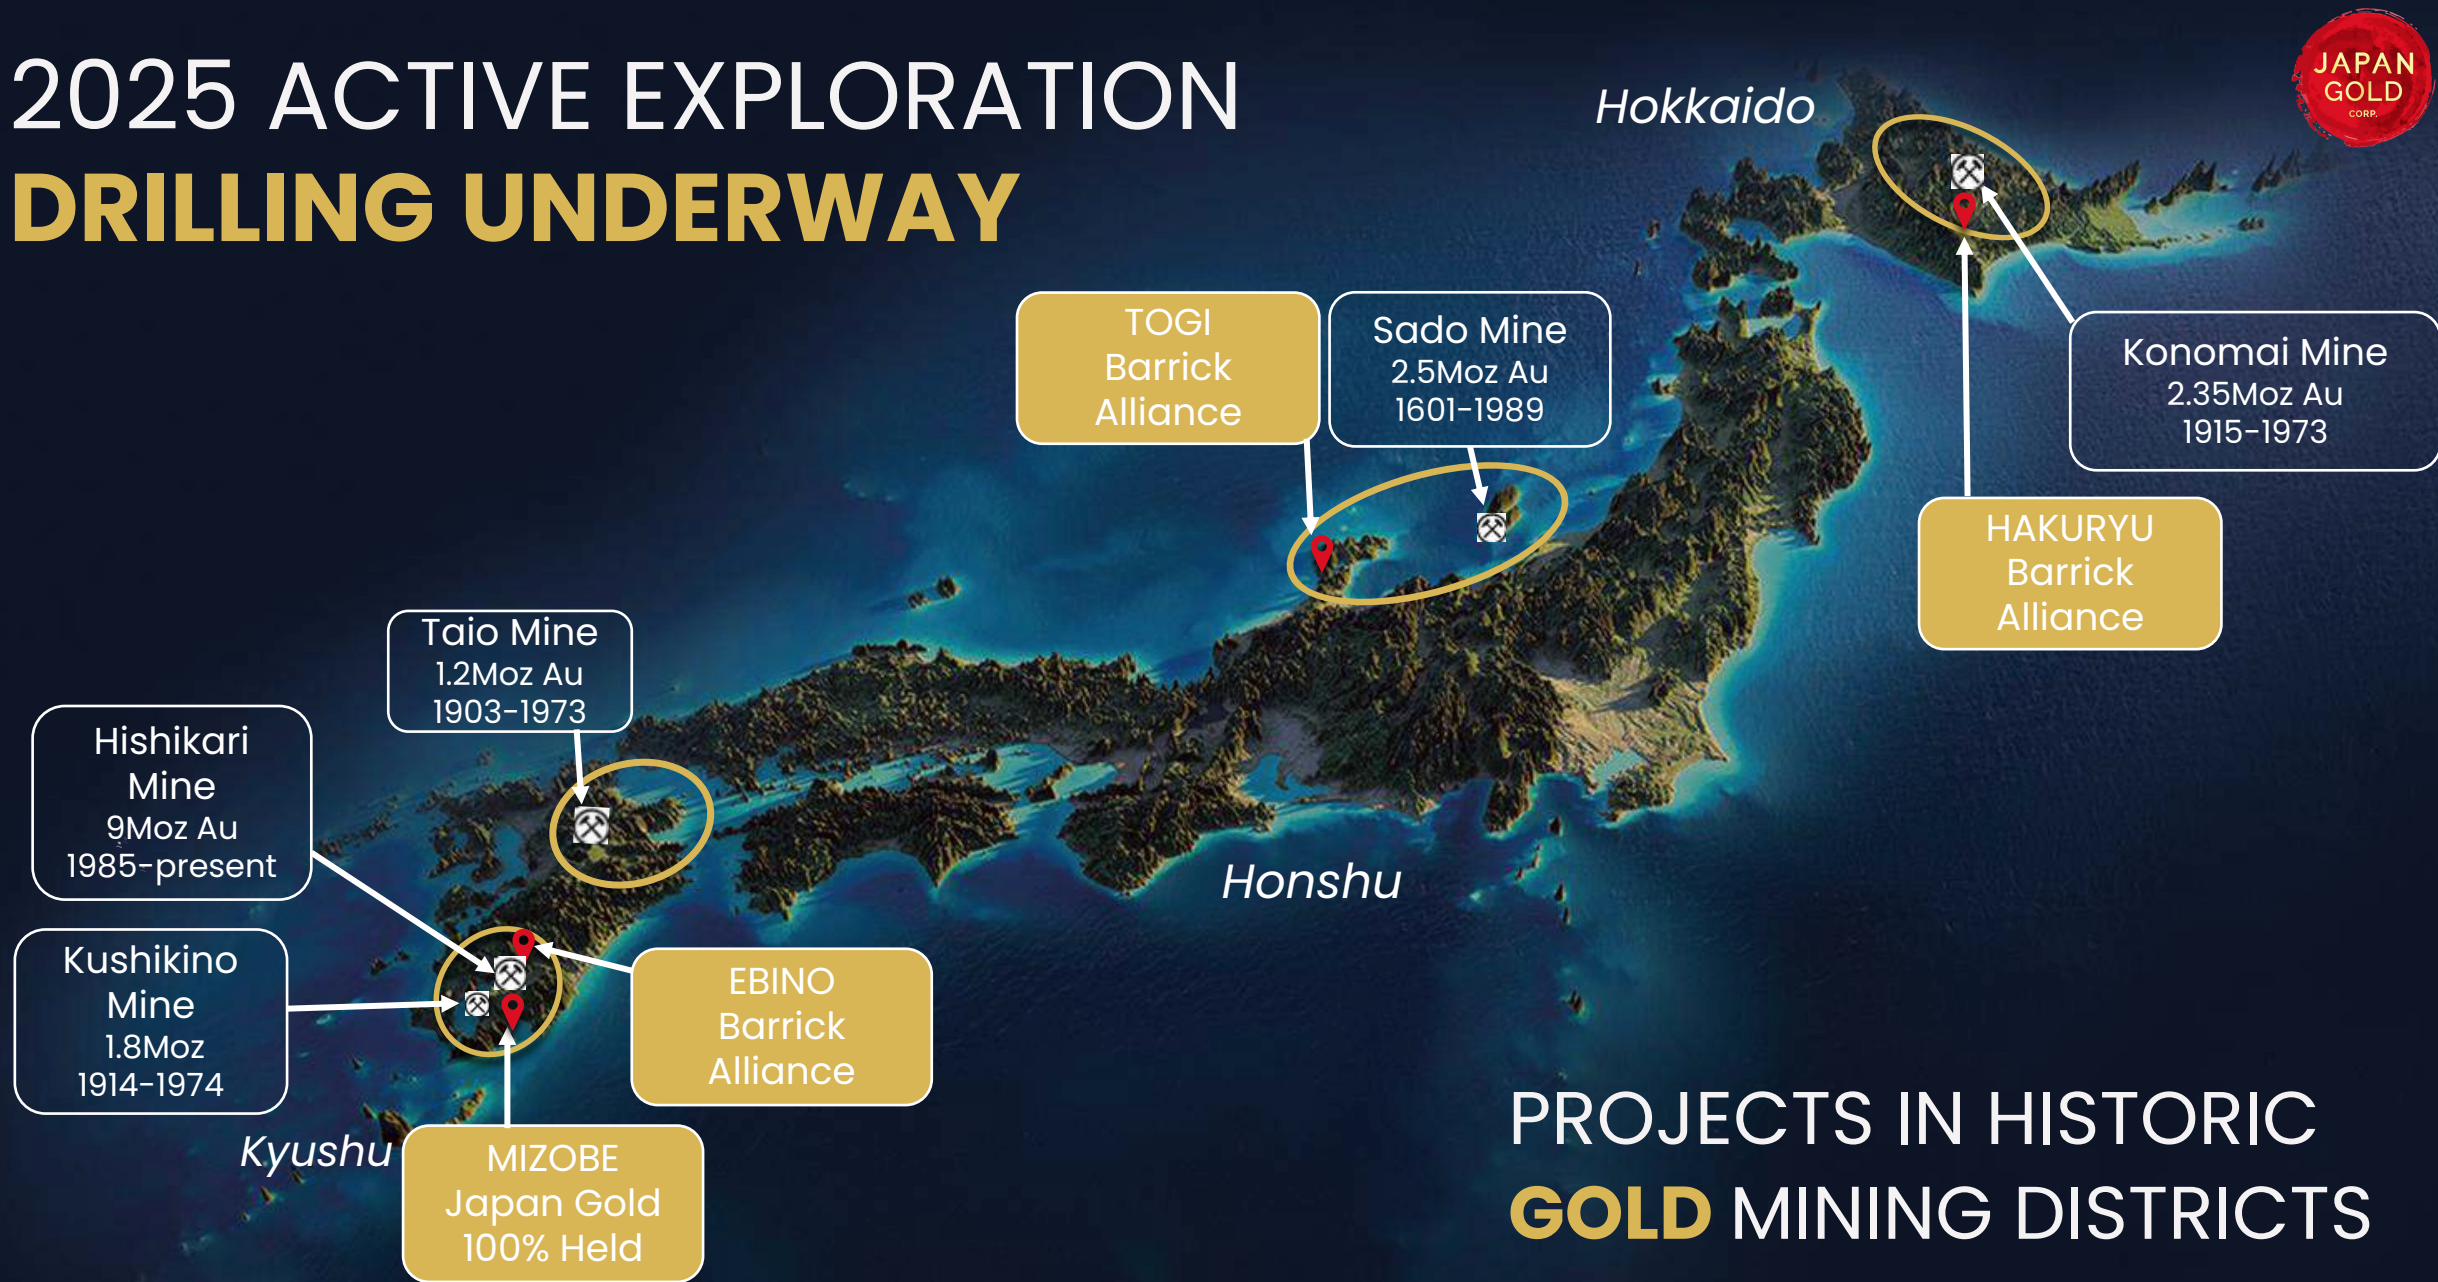 2025 ACTIVE EXPLORATION
DRILLING UNDERWAY
JAPAN
GOLD
CORP.
Hokkaido
TOGI
Barrick
Alliance
Sado Mine
2.5Moz Au
1601-1989
Konomai Mine
2.35Moz Au
1915-1973
HAKURYU
Barrick
Alliance
Taio Mine
1.2Moz Au
1903-1973
Hishikari
Mine
9Moz Au
1985-present
Honshu
Kushikino
Mine
1.8Moz
1914-1974
EBINO
Barrick
Alliance
Kyushu
MIZOBE
Japan Gold
100% Held
PROJECTS IN HISTORIC
GOLD MINING DISTRICTS